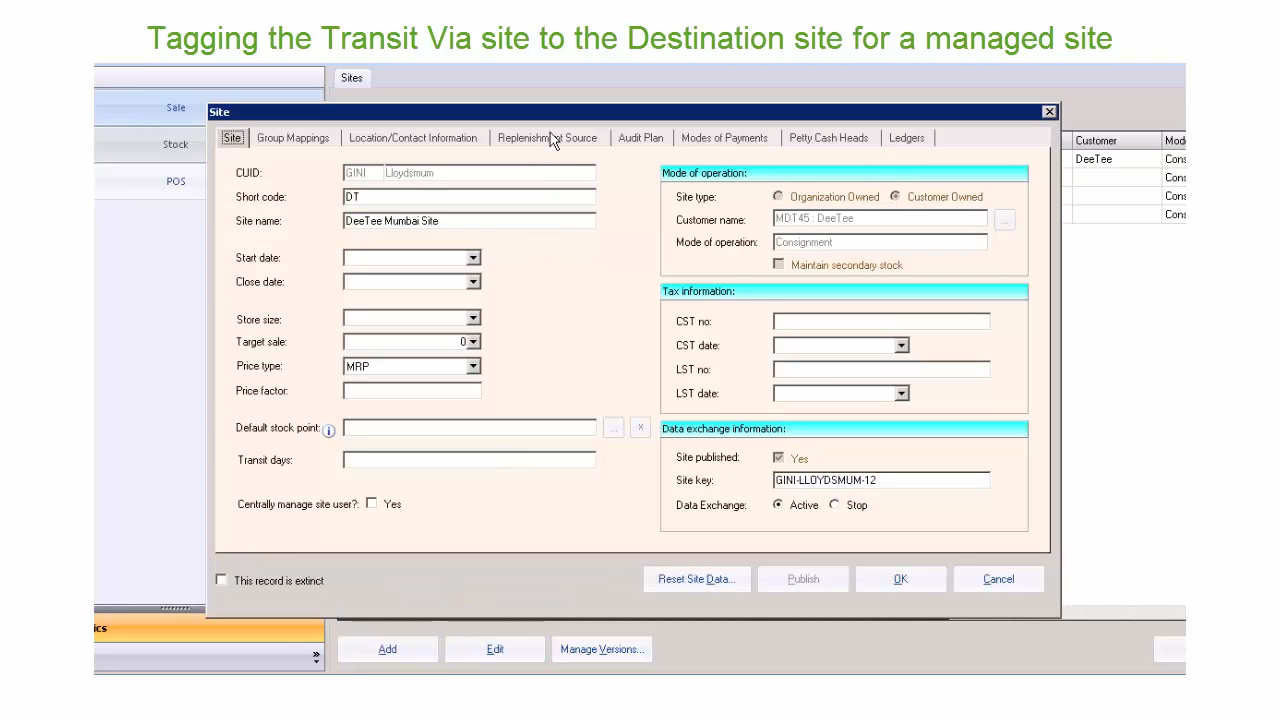 Tagging the Transit Via site to the Destination site for a managed site
Sites
Sale
Stock
POS
Site
Site Group Mappings Location/Contact Information Replenishment Source Audit Plan Modes of Payments Petty Cash Heads Ledgers
CUID: GINI Lloydsmum
Short code: DT
Site name: DeeTee Mumbai Site
Start date:
Close date:
Store size:
Target sale: 0
Price type: MRP
Price factor:
Default stock point: ... x
Transit days:
Centrally manage site user?: Yes
Mode of operation:
Site type: Organization Owned Customer Owned
Customer name: MDT45 : DeeTee ...
Mode of operation: Consignment
Maintain secondary stock
Tax information:
CST no:
CST date:
LST no:
LST date:
Data exchange information:
Site published: Yes
Site key: GINI-LLOYDSMUM-12
Data Exchange: Active Stop
This record is extinct
Reset Site Data... Publish OK Cancel
Customer Mod
DeeTee Cons
Cons
Cons
Cons
ics
Add Edit Manage Versions...